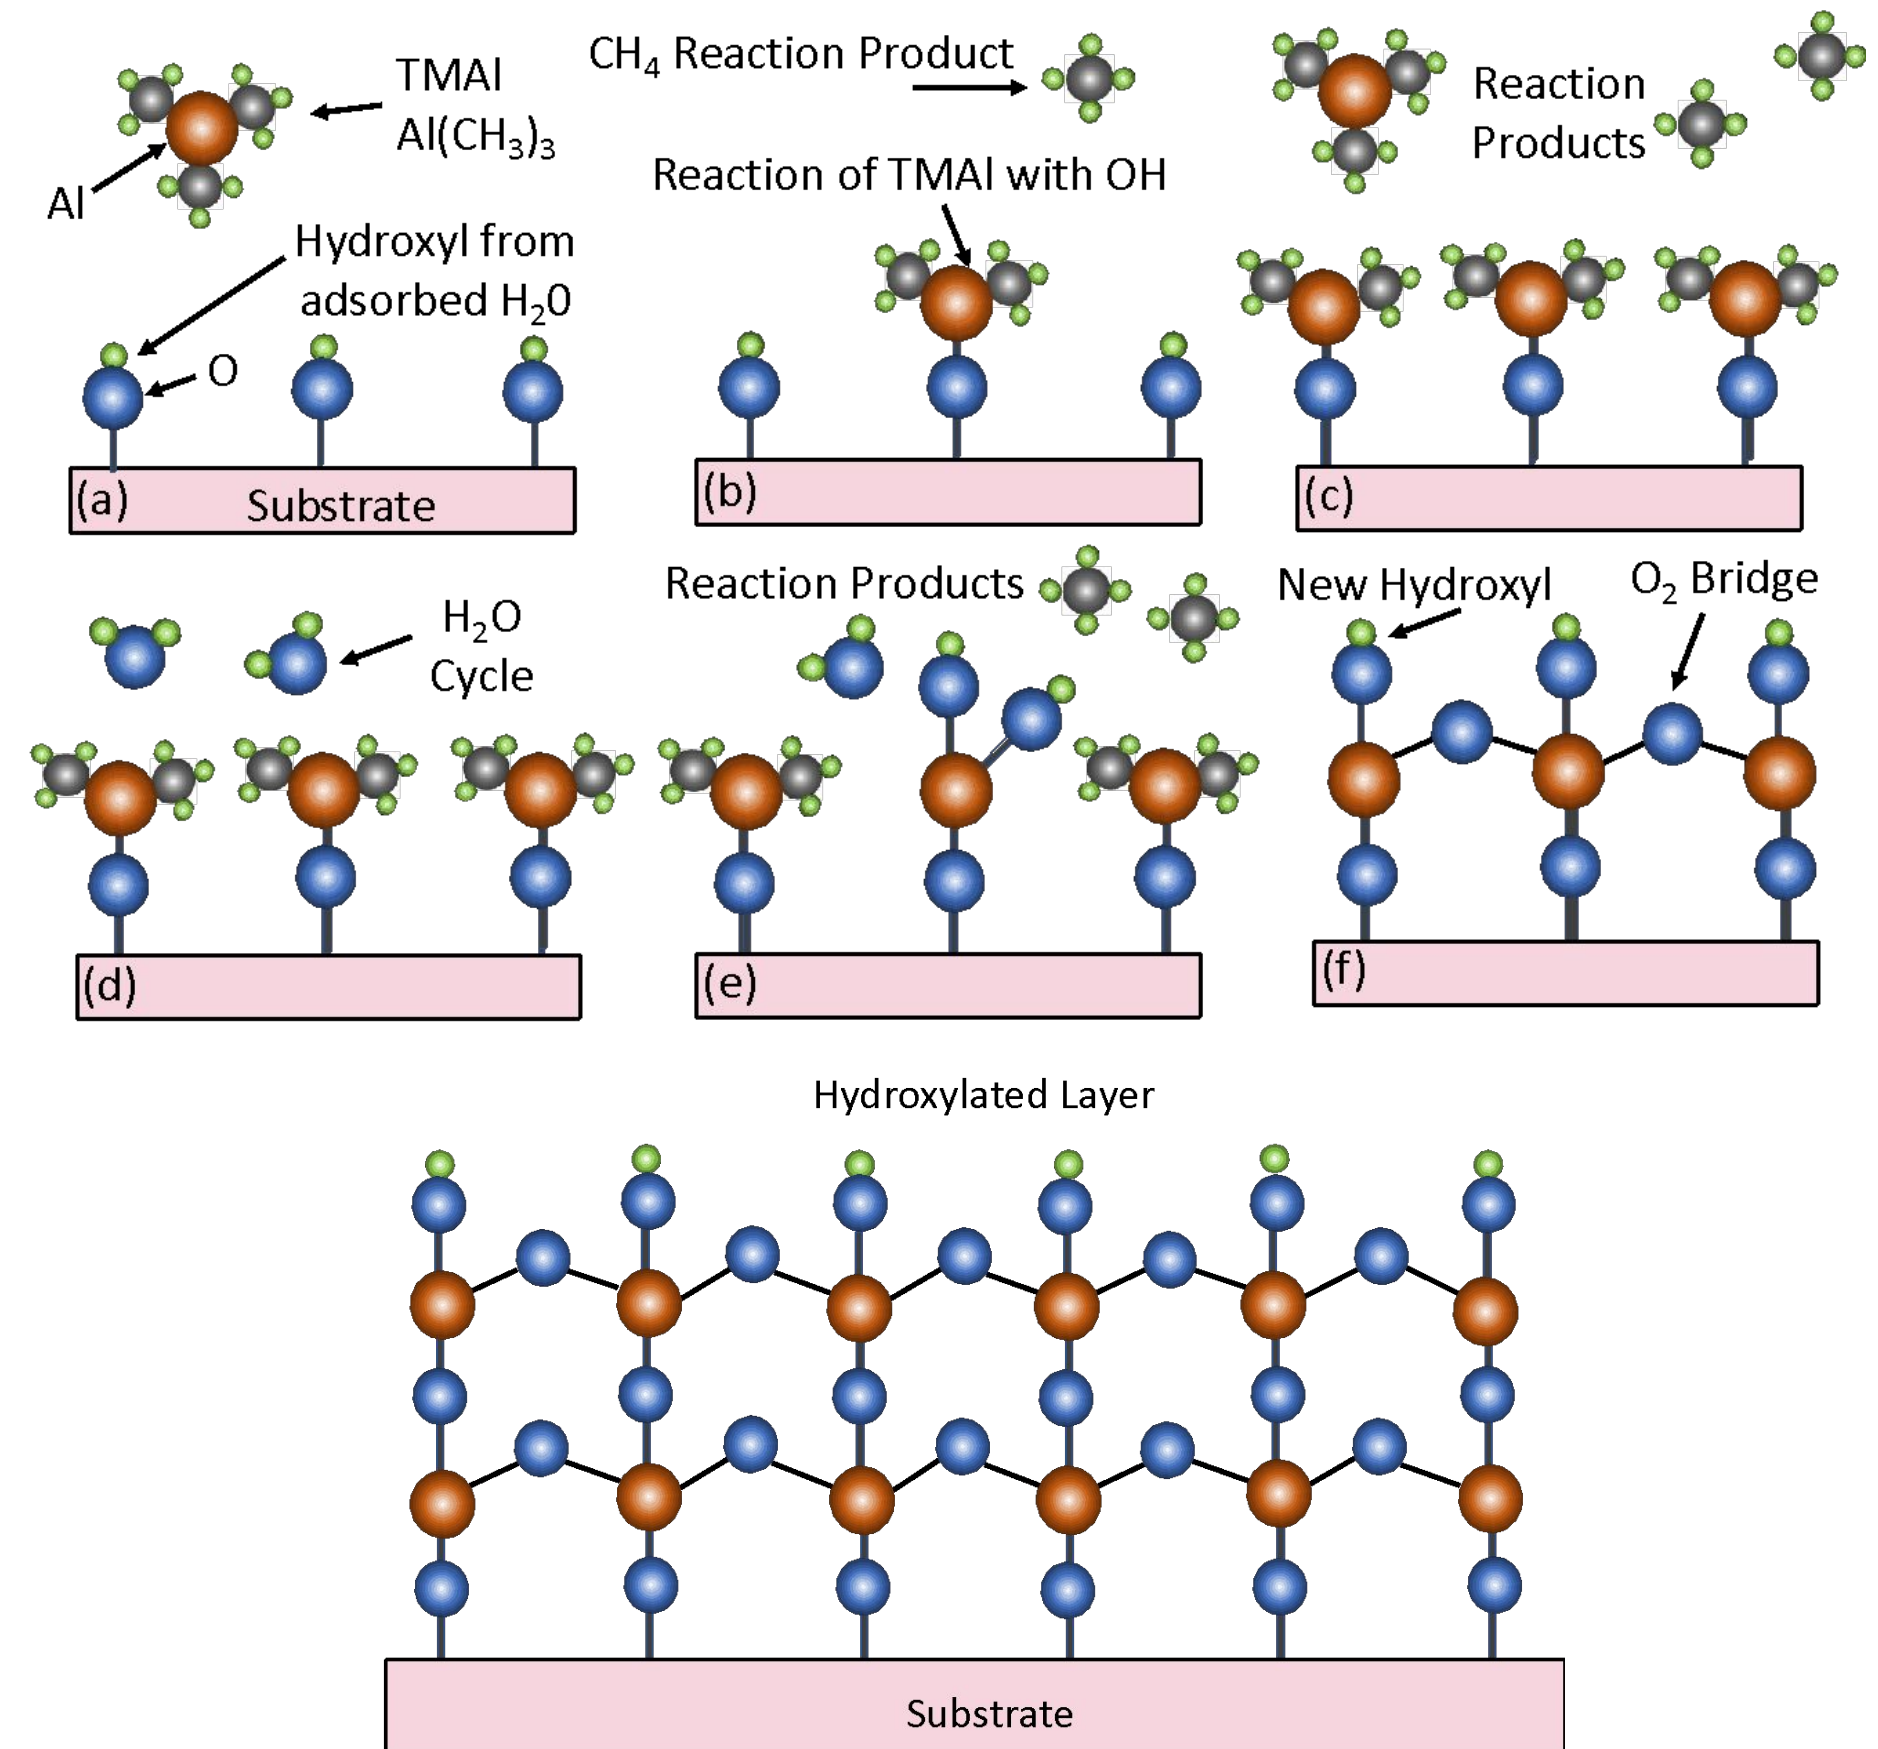 TMAl
Al(CH₃)₃
Al
Hydroxyl from
adsorbed H₂0
O
(a)
Substrate
CH₄ Reaction Product
Reaction of TMAl with OH
(b)
Reaction
Products
(c)
H₂O
Cycle
(d)
Reaction Products
(e)
New Hydroxyl
O₂ Bridge
(f)
Hydroxylated Layer
Substrate